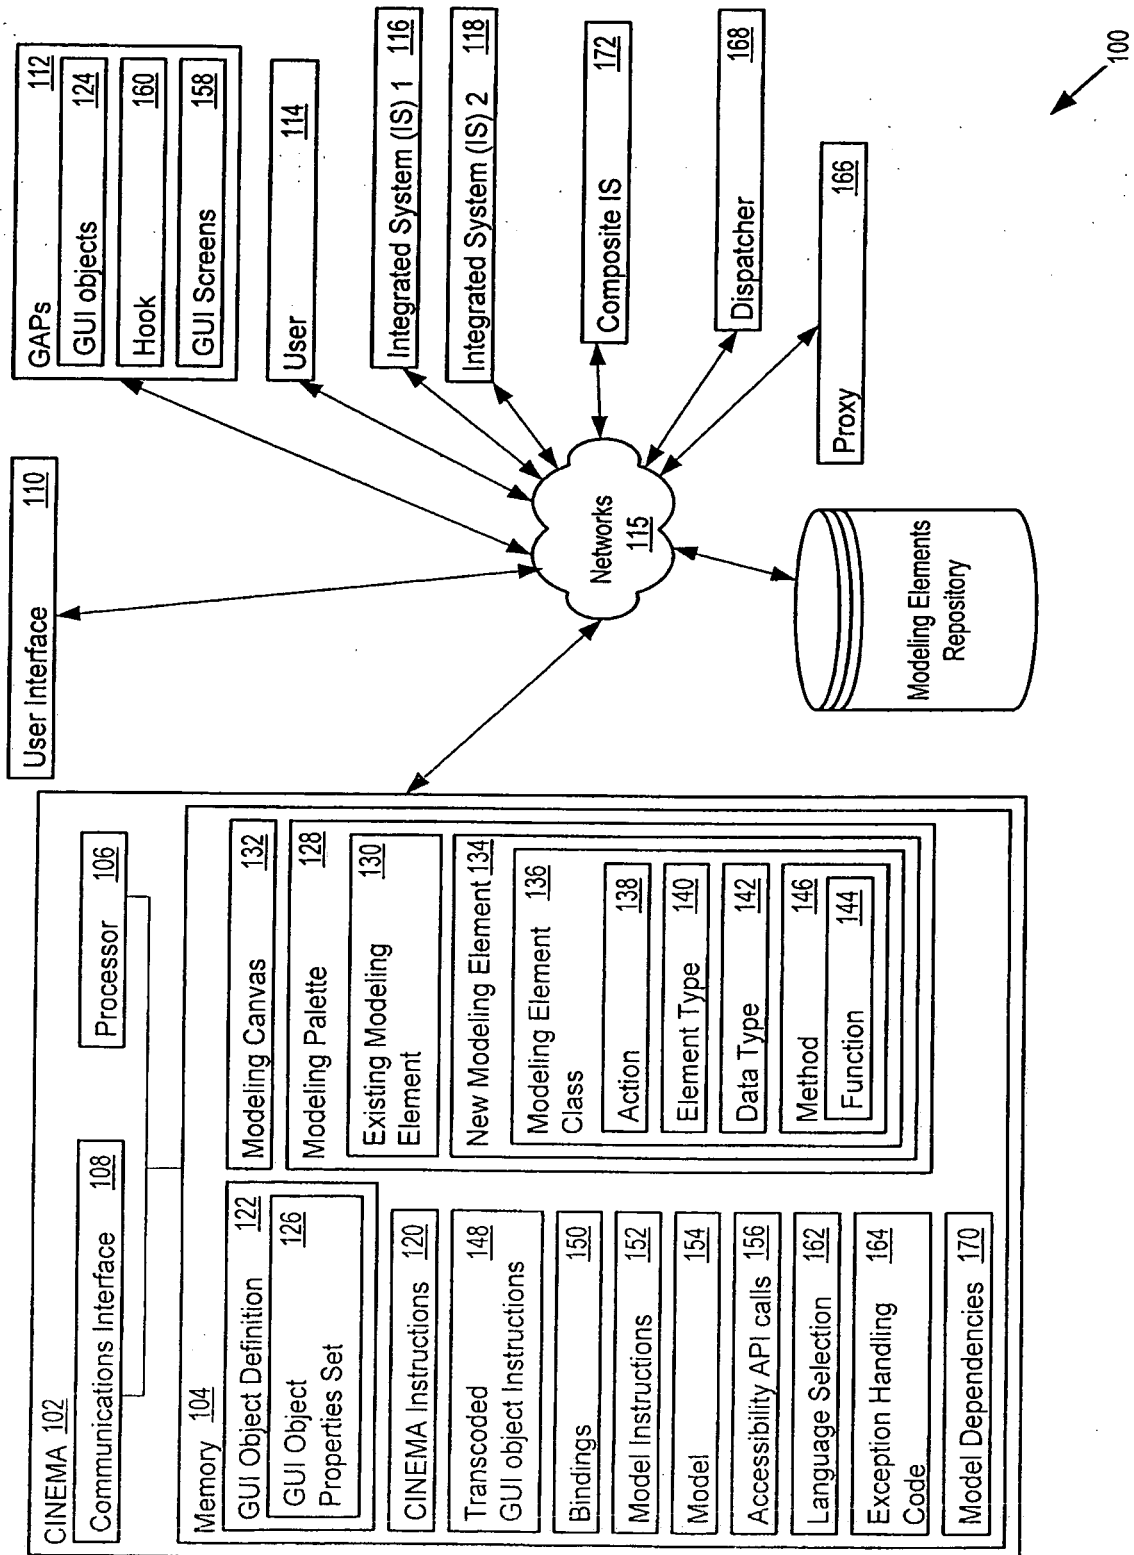 CINEMA 102
Communications Interface 108
Processor 106
Memory 104
GUI Object Definition 122
GUI Object
Properties Set
126
CINEMA Instructions 120
Transcoded
GUI object Instructions
148
Bindings 150
Model Instructions 152
Model 154
Accessibility API calls 156
Language Selection 162
Exception Handling
Code
164
Model Dependencies 170
Modeling Canvas 132
Modeling Palette 128
Existing Modeling
Element
130
New Modeling Element 134
Modeling Element
Class
136
Action 138
Element Type 140
Data Type 142
Method 146
Function 144
User Interface 110
GAPs 112
GUI objects 124
Hook 160
GUI Screens 158
User 114
Integrated System (IS) 1 116
Integrated System (IS) 2 118
Composite IS 172
Dispatcher 168
Proxy 166
Networks
115
Modeling Elements
Repository
100